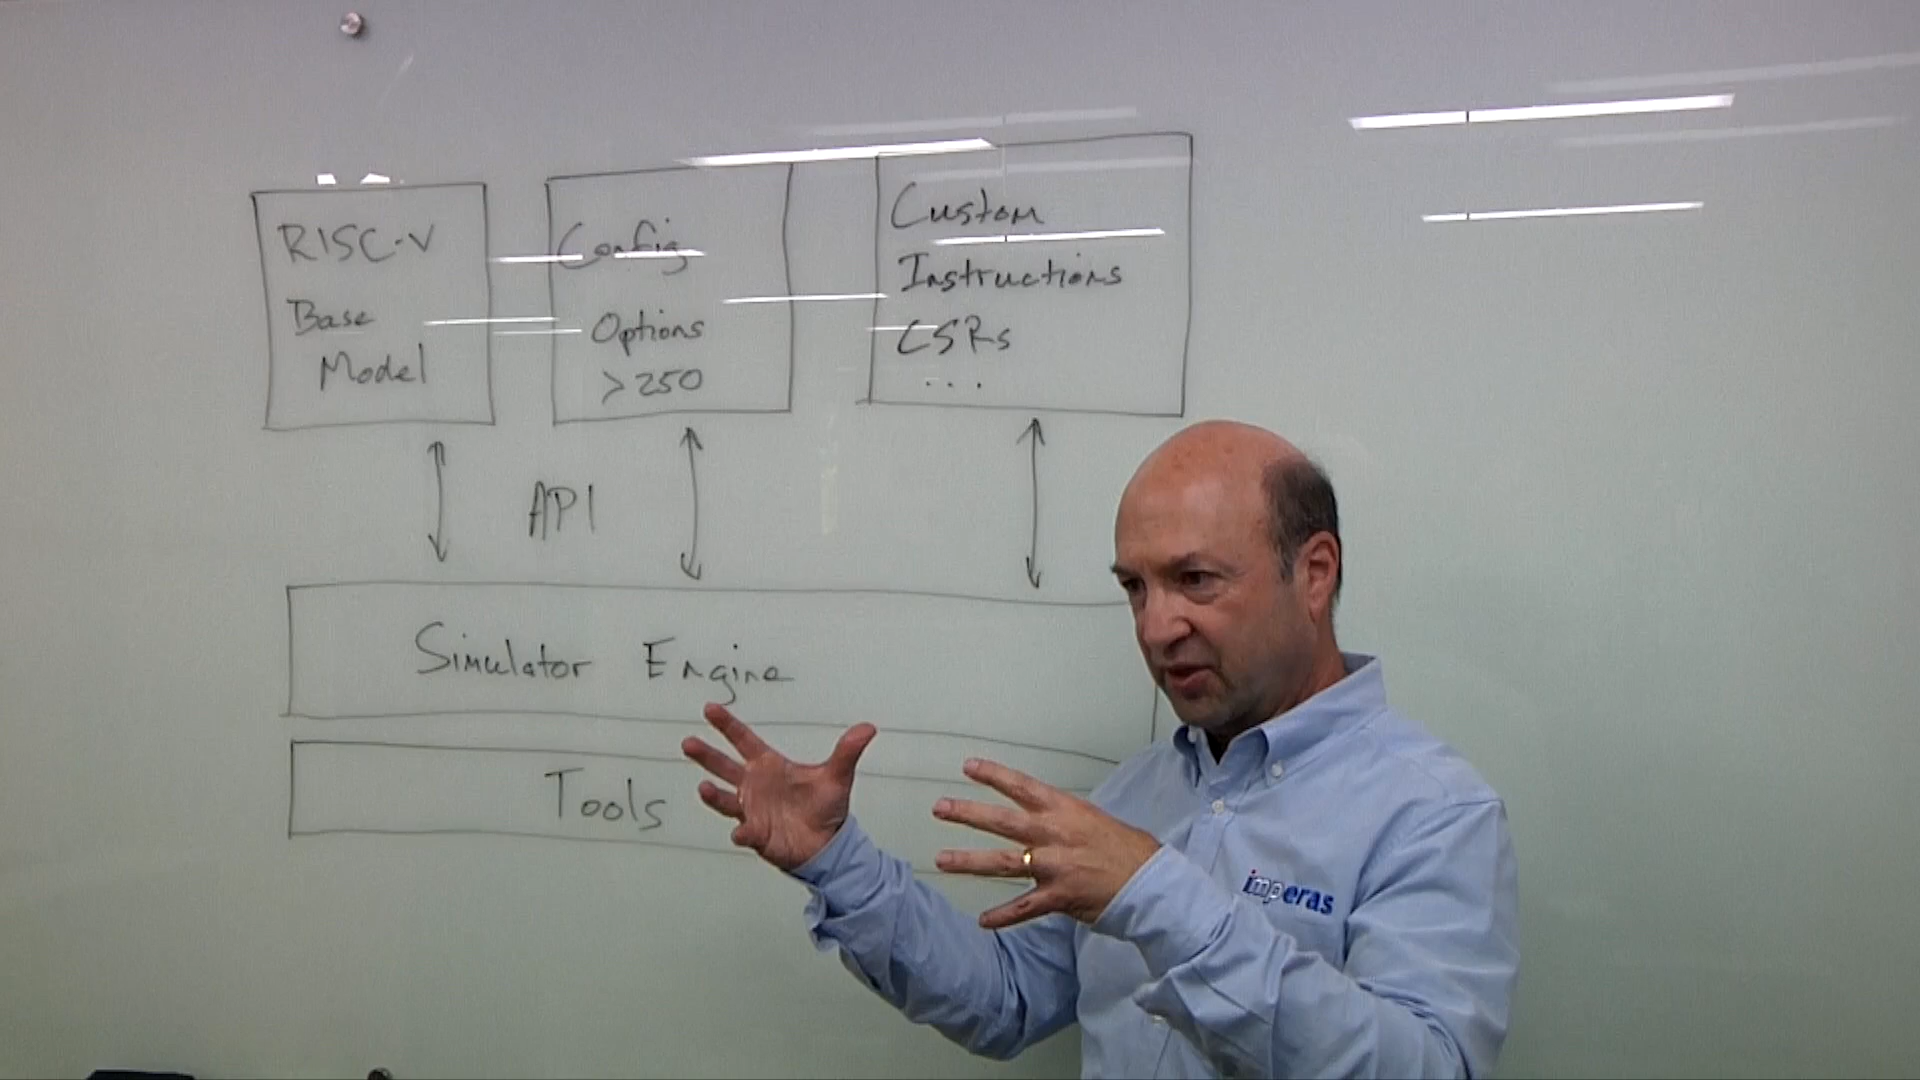 RISC-V
Base
Model
Config
Options
>250
Custom
Instructions
CSRs
...
API
Simulator Engine
Tools
imperas